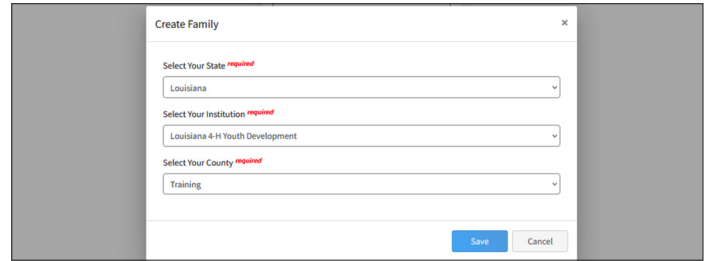 Create Family ×
Select Your State required
Louisiana
Select Your Institution required
Louisiana 4-H Youth Development
Select Your County required
Training
Save Cancel